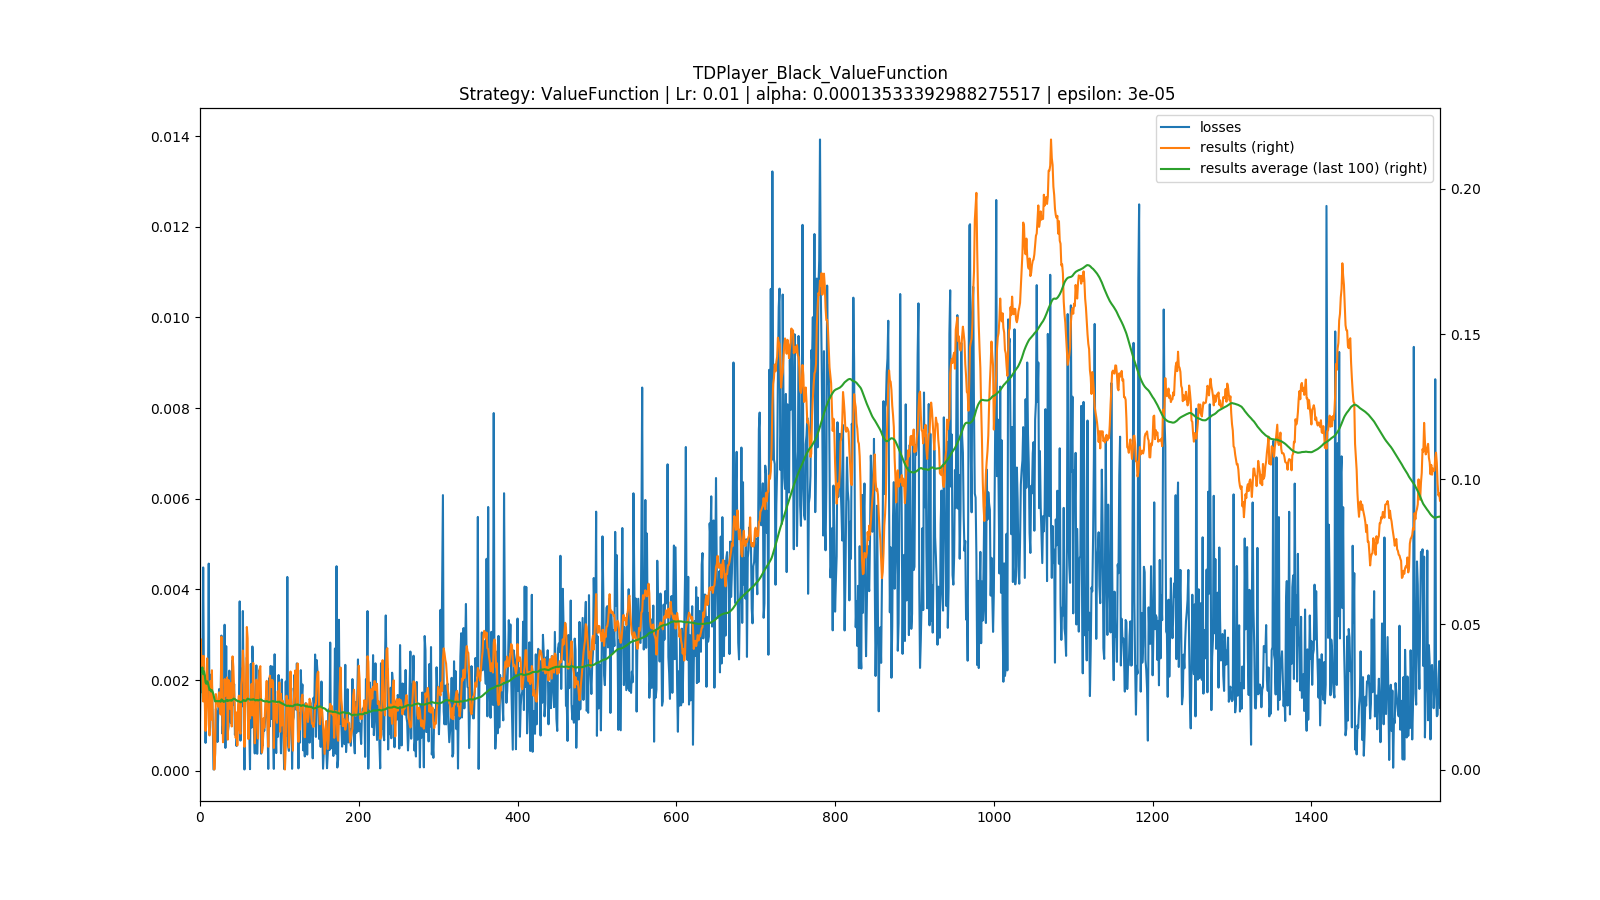 TDPlayer_Black_ValueFunction
Strategy: ValueFunction | Lr: 0.01 | alpha: 0.00013533392988275517 | epsilon: 3e-05
losses
results (right)
results average (last 100) (right)
0.014
0.012
0.010
0.008
0.006
0.004
0.002
0.000
0.20
0.15
0.10
0.05
0.00
0 200 400 600 800 1000 1200 1400